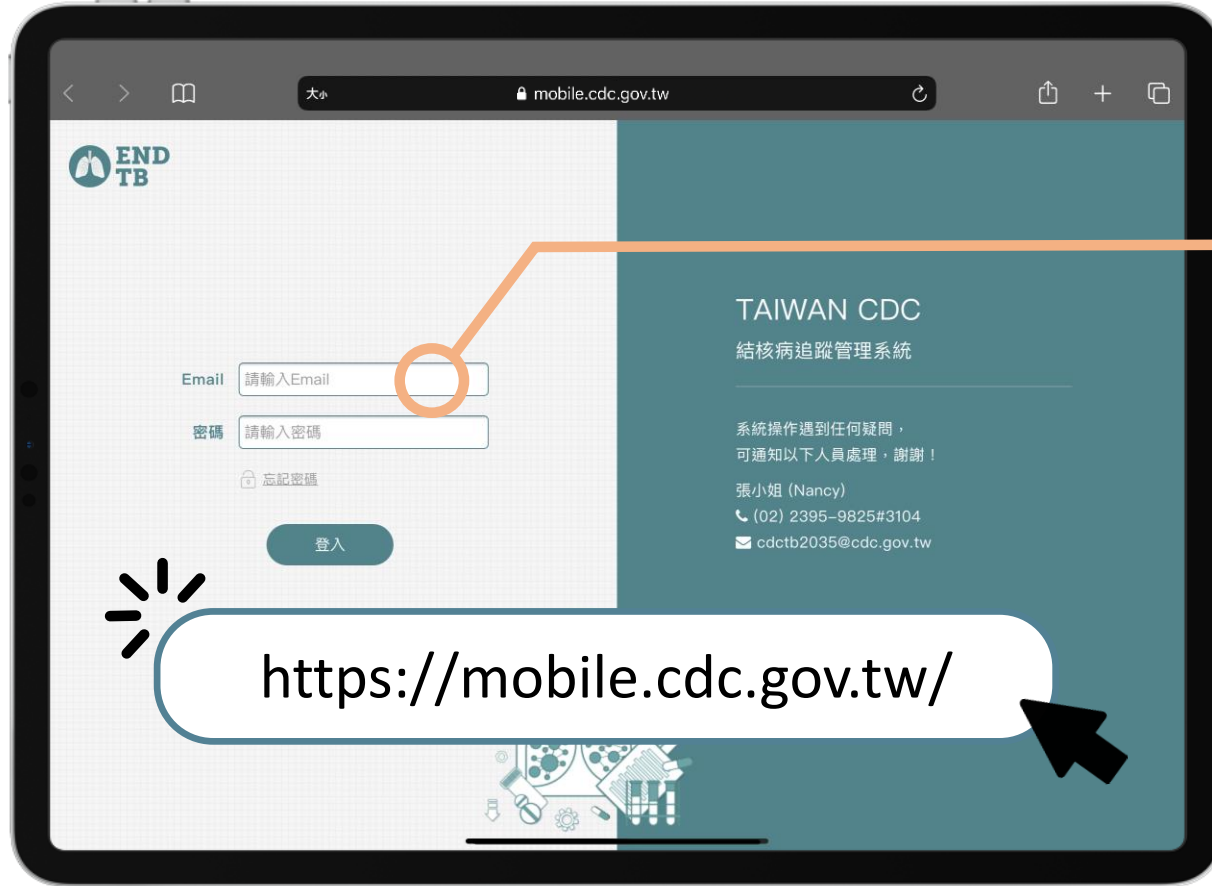 大小
mobile.cdc.gov.tw
END
TB
Email
請輸入Email
密碼
請輸入密碼
忘記密碼
登入
TAIWAN CDC
結核病追蹤管理系統
系統操作遇到任何疑問，
可通知以下人員處理，謝謝！
張小姐 (Nancy)
(02) 2395-9825#3104
cdctb2035@cdc.gov.tw
https://mobile.cdc.gov.tw/